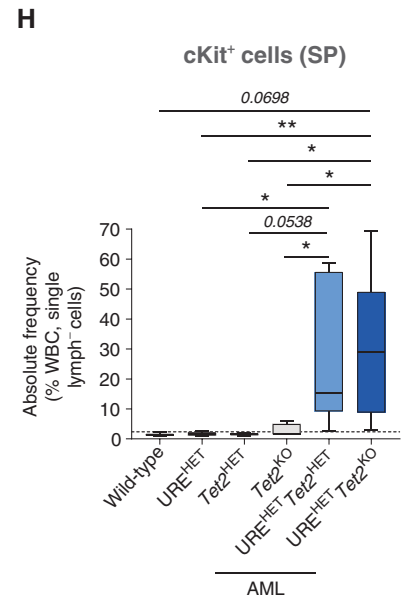 H
cKit⁺ cells (SP)
0.0698
**
*
*
*
0.0538
*
Absolute frequency
(% WBC, single
lymph⁻ cells)
70
60
50
40
30
20
10
0
Wild-type
URE^HET
Tet2^HET
Tet2^KO
URE^HET Tet2^HET
URE^HET Tet2^KO
AML